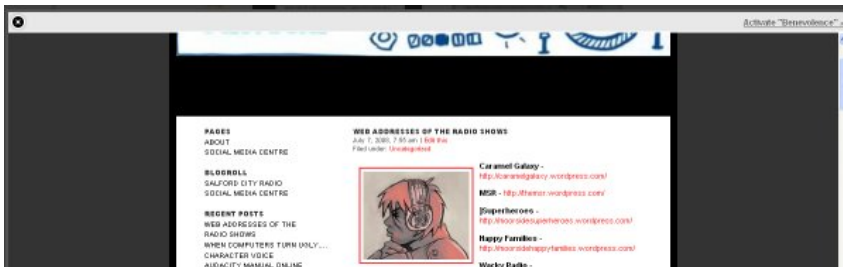 Activate "Benevolence"
PAGES
ABOUT
SOCIAL MEDIA CENTRE
BLOGROLL
SALFORD CITY RADIO
SOCIAL MEDIA CENTRE
RECENT POSTS
WEB ADDRESSES OF THE
RADIO SHOWS
WHEN COMPUTERS TURN UGLY...
CHARACTER VOICE
AUDACITY MANUAL ONLINE
WEB ADDRESSES OF THE RADIO SHOWS
July 7, 2008, 7:55 am | Edit this
Filed under: Uncategorized
Caramel Galaxy -
http://caramelgalaxy.wordpress.com/
MSR - http://themsr.wordpress.com/
jSuperheroes -
http://moorsidesuperheroes.wordpress.com/
Happy Families -
http://moorsidehappyfamilies.wordpress.com/
Wacky Radio -